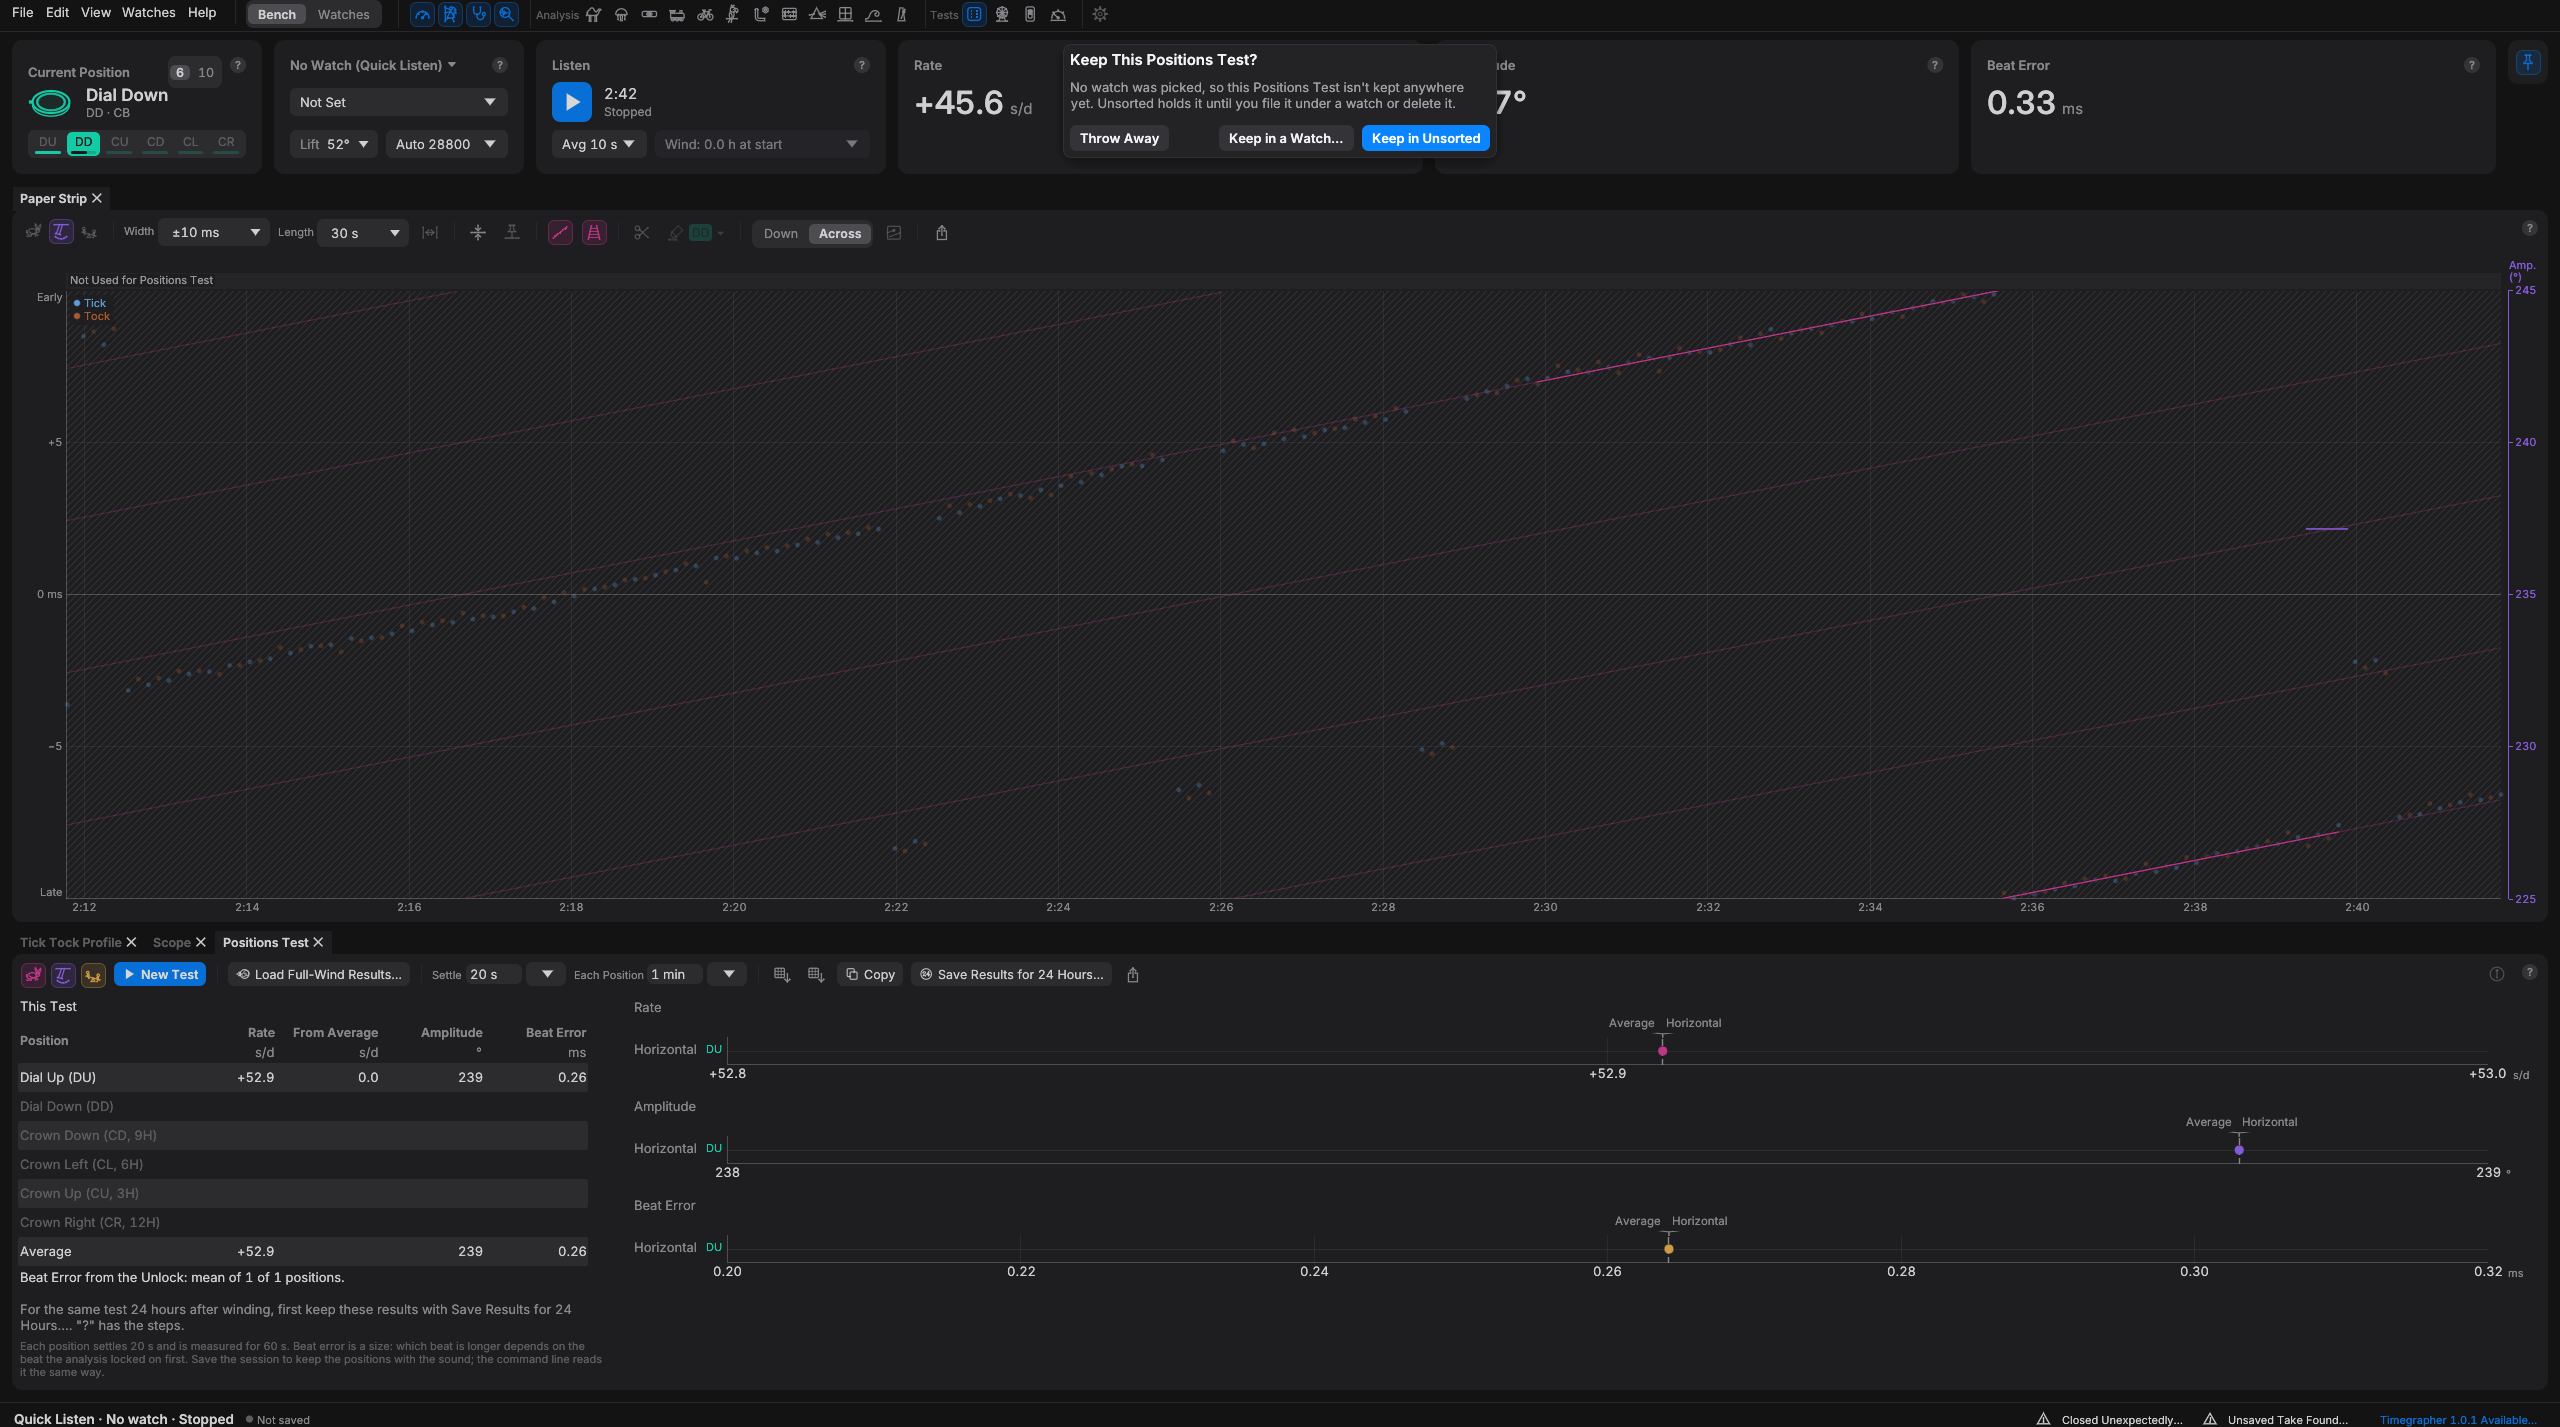 File Edit View Watches Help Bench Watches Analysis Tests
Current Position 6 10 ?
Dial Down
DD · CB
DU DD CU CD CL CR
No Watch (Quick Listen) ?
Not Set
Lift 52° Auto 28800
Listen ?
2:42
Stopped
Avg 10 s Wind: 0.0 h at start
Rate
+45.6 s/d
Keep This Positions Test?
No watch was picked, so this Positions Test isn't kept anywhere
yet. Unsorted holds it until you file it under a watch or delete it.
Throw Away Keep in a Watch... Keep in Unsorted
de ?
7°
Beat Error ?
0.33 ms
Paper Strip
Width ±10 ms Length 30 s DD Down Across ?
Not Used for Positions Test
Amp.
(°)
Early
Tick
Tock
245
+5 240
0 ms 235
−5 230
Late
225
2:12 2:14 2:16 2:18 2:20 2:22 2:24 2:26 2:28 2:30 2:32 2:34 2:36 2:38 2:40
Tick Tock Profile Scope Positions Test
New Test Load Full-Wind Results... Settle 20 s Each Position 1 min Copy Save Results for 24 Hours... ?
This Test
Position Rate From Average Amplitude Beat Error
s/d s/d ° ms
Dial Up (DU) +52.9 0.0 239 0.26
Dial Down (DD)
Crown Down (CD, 9H)
Crown Left (CL, 6H)
Crown Up (CU, 3H)
Crown Right (CR, 12H)
Average +52.9 239 0.26
Beat Error from the Unlock: mean of 1 of 1 positions.
For the same test 24 hours after winding, first keep these results with Save Results for 24
Hours.... "?" has the steps.
Each position settles 20 s and is measured for 60 s. Beat error is a size: which beat is longer depends on the
beat the analysis locked on first. Save the session to keep the positions with the sound; the command line reads
it the same way.
Rate
Average Horizontal
Horizontal DU
+52.8 +52.9 +53.0 s/d
Amplitude
Average Horizontal
Horizontal DU
238 239 °
Beat Error
Average Horizontal
Horizontal DU
0.20 0.22 0.24 0.26 0.28 0.30 0.32 ms
Quick Listen · No watch · Stopped Not saved Closed Unexpectedly... Unsaved Take Found... Timegrapher 1.0.1 Available...